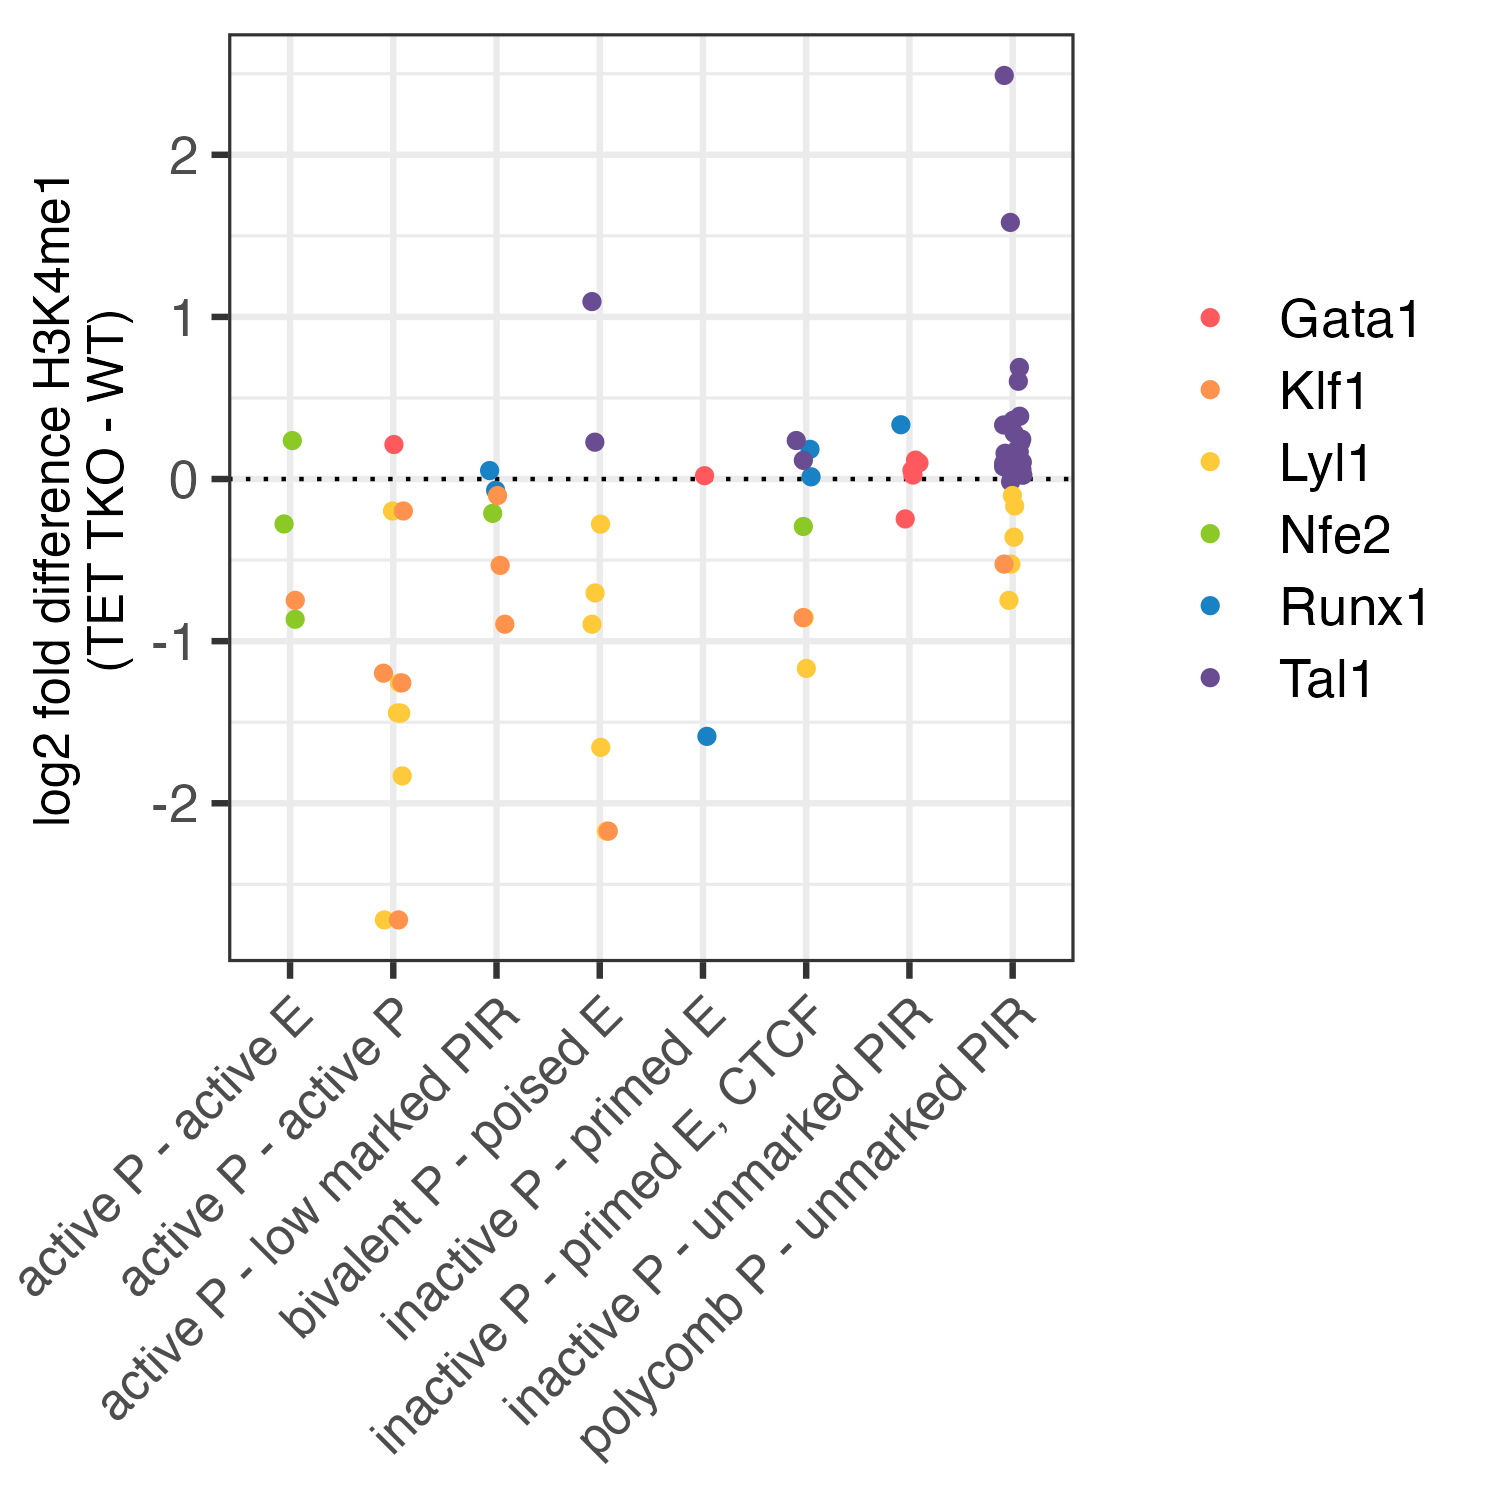 log2 fold difference H3K4me1
(TET TKO - WT)
2
1
0
-1
-2
active P - active E
active P - active P
active P - low marked PIR
bivalent P - poised E
inactive P - primed E
inactive P - primed E, CTCF
inactive P - unmarked PIR
polycomb P - unmarked PIR
Gata1
Klf1
Lyl1
Nfe2
Runx1
Tal1